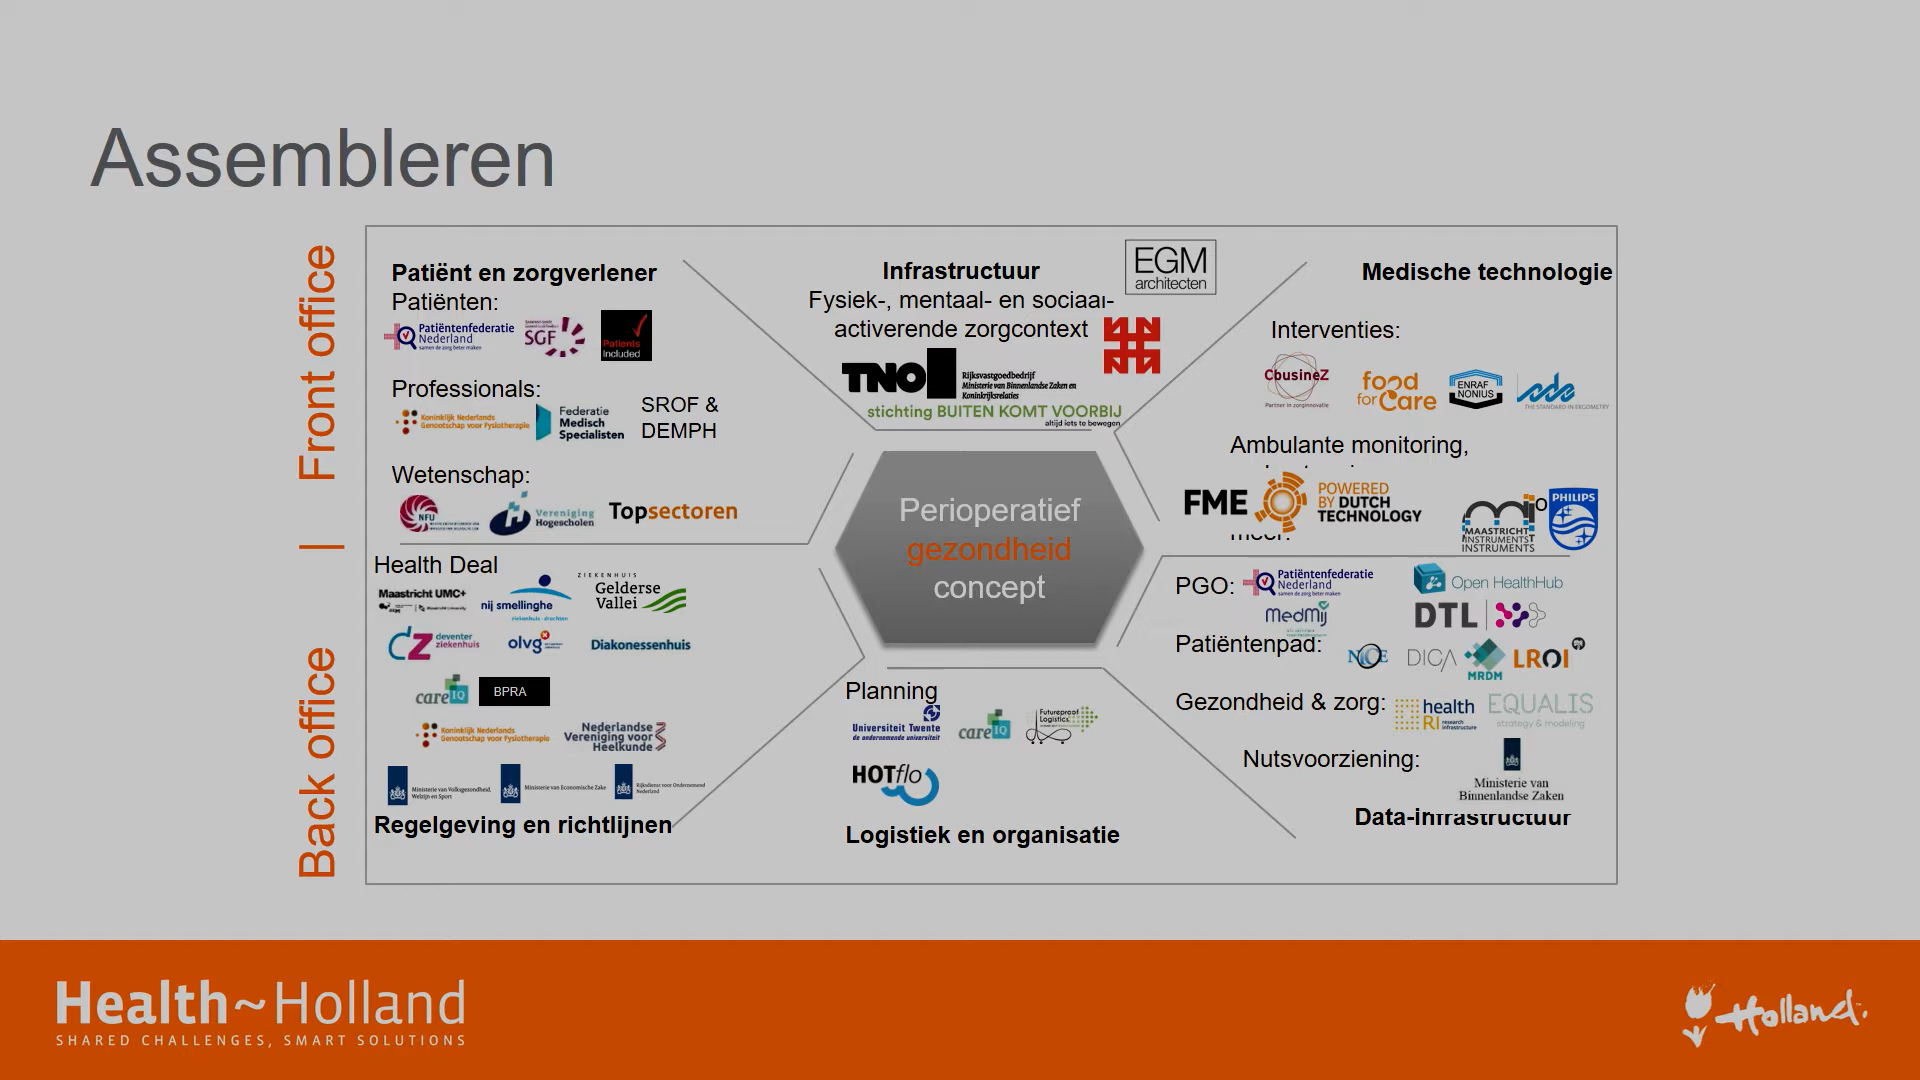 Assembleren
Front office
|
Back office
Patiënt en zorgverlener
Patiënten:
Patiëntenfederatie
Nederland
samen de zorg beter maken
SGF
Patients
included
Professionals:
Koninklijk Nederlands
Genootschap voor Fysiotherapie
Federatie
Medisch
Specialisten
SROF &
DEMPH
Wetenschap:
NFU
Vereniging
Hogescholen
Topsectoren
Infrastructuur
Fysiek-, mentaal- en sociaal-
activerende zorgcontext
EGM
architecten
TNO
Rijksvastgoedbedrijf
Ministerie van Binnenlandse Zaken en
Koninkrijksrelaties
stichting BUITEN KOMT VOORBIJ
altijd iets te bewegen
Medische technologie
Interventies:
CbusineZ
Partner in zorginnovatie
food
for Care
ENRAF
NONIUS
THE STANDARD IN ERGOMETRY
Ambulante monitoring,
FME
POWERED
BY DUTCH
TECHNOLOGY
MAASTRICHT
INSTRUMENTS
INSTRUMENTS
PHILIPS
meer:
Perioperatief
gezondheid
concept
Health Deal
Maastricht UMC+
nij smellinghe
ziekenhuis · drachten
ZIEKENHUIS
Gelderse
Vallei
deventer
ziekenhuis
olvg
Diakonessenhuis
care IQ
BPRA
Koninklijk Nederlands
Genootschap voor Fysiotherapie
Nederlandse
Vereniging voor
Heelkunde
Ministerie van Volksgezondheid,
Welzijn en Sport
Ministerie van Economische Zake
Rijksdienst voor Ondernemend
Nederland
Regelgeving en richtlijnen
Planning
Universiteit Twente
de ondernemende universiteit
care IQ
Futureproof
Logistics
HOTflo
Logistiek en organisatie
PGO:
Patiëntenfederatie
Nederland
samen de zorg beter maken
Open HealthHub
MedMij
DTL
Patiëntenpad:
NICE
DICA
MRDM
LROI
Gezondheid & zorg:
health
RI
research
infrastructure
EQUALIS
strategy & modeling
Nutsvoorziening:
Ministerie van
Binnenlandse Zaken
Data-infrastructuur
Health~Holland
SHARED CHALLENGES, SMART SOLUTIONS
Holland.